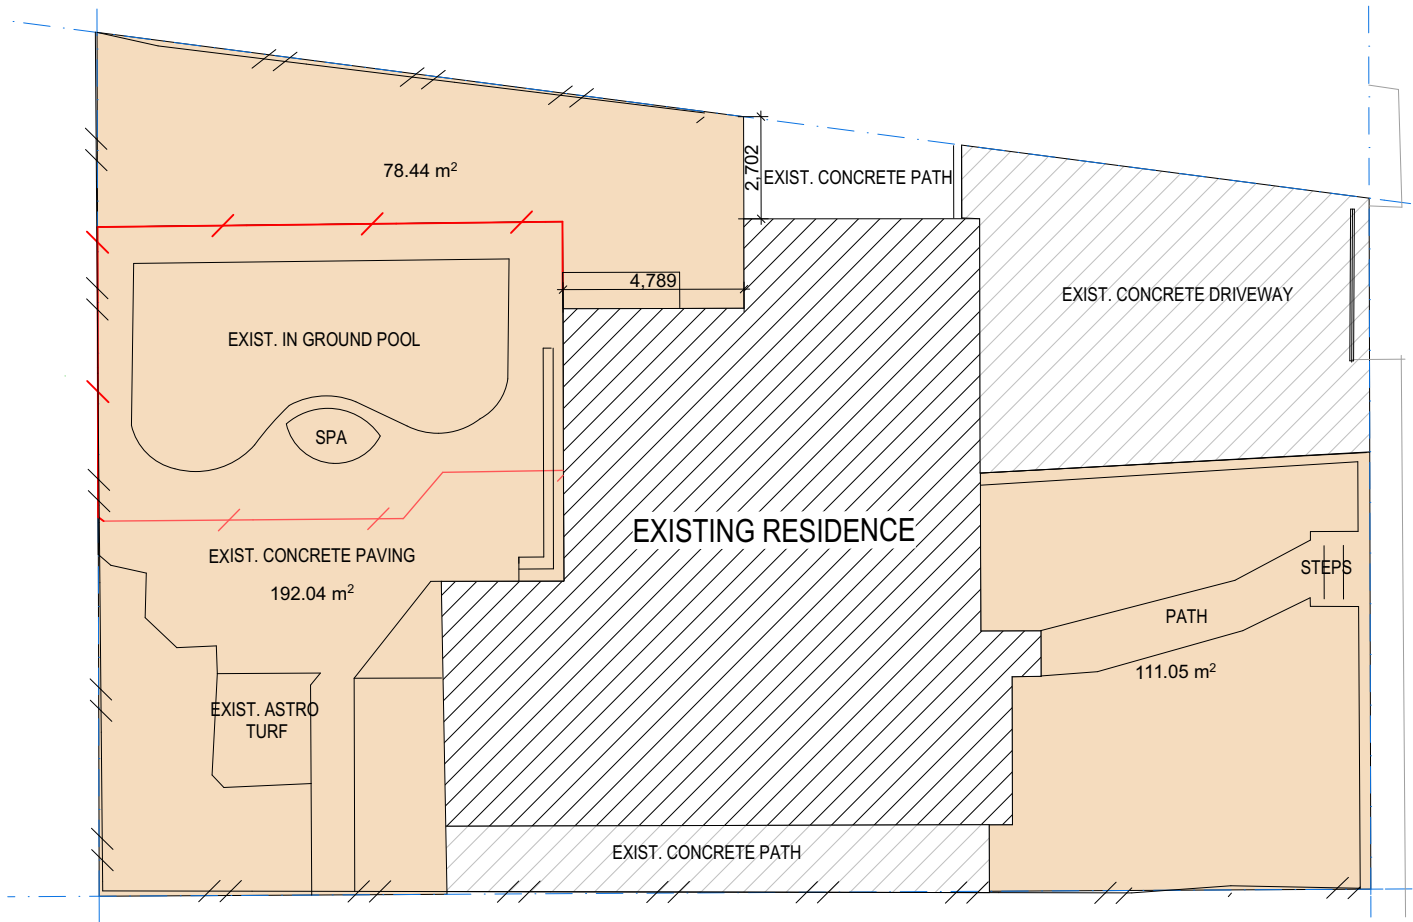 78.44 m²
2,702
EXIST. CONCRETE PATH
4,789
EXIST. CONCRETE DRIVEWAY
EXIST. IN GROUND POOL
SPA
EXISTING RESIDENCE
EXIST. CONCRETE PAVING
192.04 m²
STEPS
PATH
111.05 m²
EXIST. ASTRO
TURF
EXIST. CONCRETE PATH